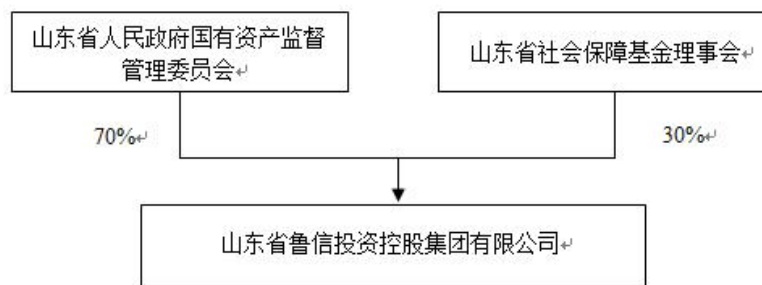 山东省人民政府国有资产监督
管理委员会↵
山东省社会保障基金理事会↵
70%↵
30%↵
山东省鲁信投资控股集团有限公司↵